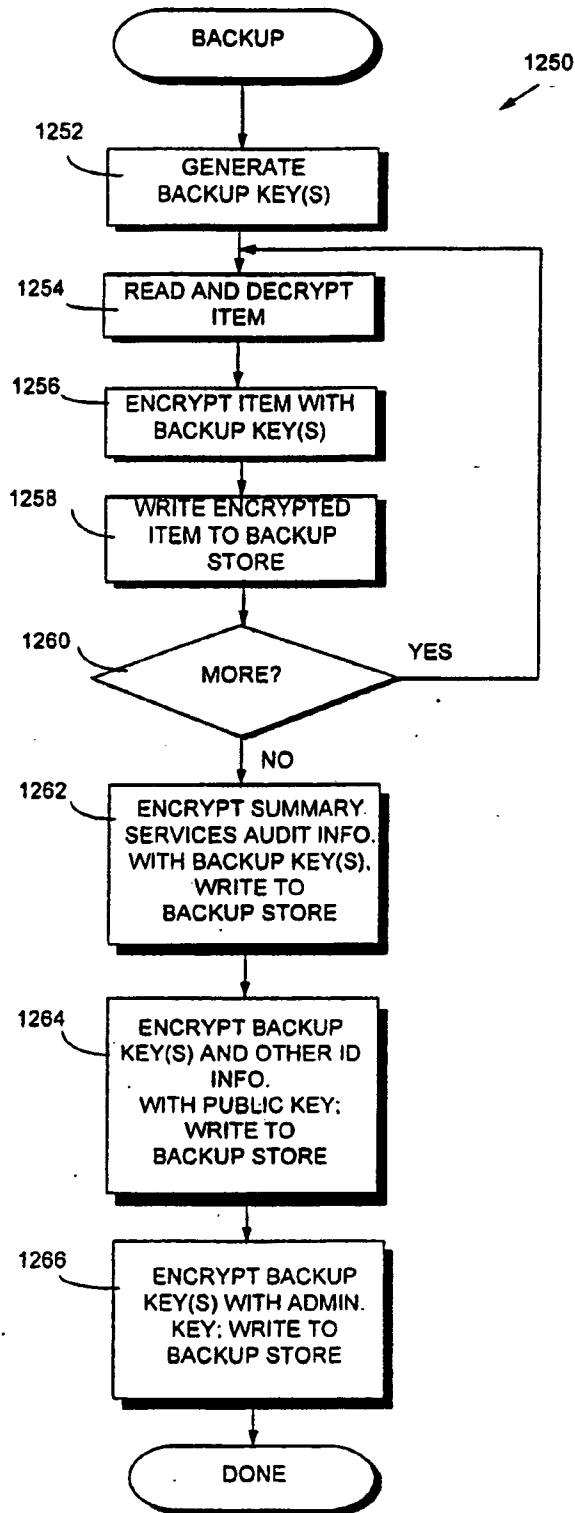 BACKUP
1250
1252
GENERATE
BACKUP KEY(S)
1254
READ AND DECRYPT
ITEM
1256
ENCRYPT ITEM WITH
BACKUP KEY(S)
1258
WRITE ENCRYPTED
ITEM TO BACKUP
STORE
1260
MORE?
YES
NO
1262
ENCRYPT SUMMARY
SERVICES AUDIT INFO.
WITH BACKUP KEY(S),
WRITE TO
BACKUP STORE
1264
ENCRYPT BACKUP
KEY(S) AND OTHER ID
INFO.
WITH PUBLIC KEY;
WRITE TO
BACKUP STORE
1266
ENCRYPT BACKUP
KEY(S) WITH ADMIN.
KEY; WRITE TO
BACKUP STORE
DONE